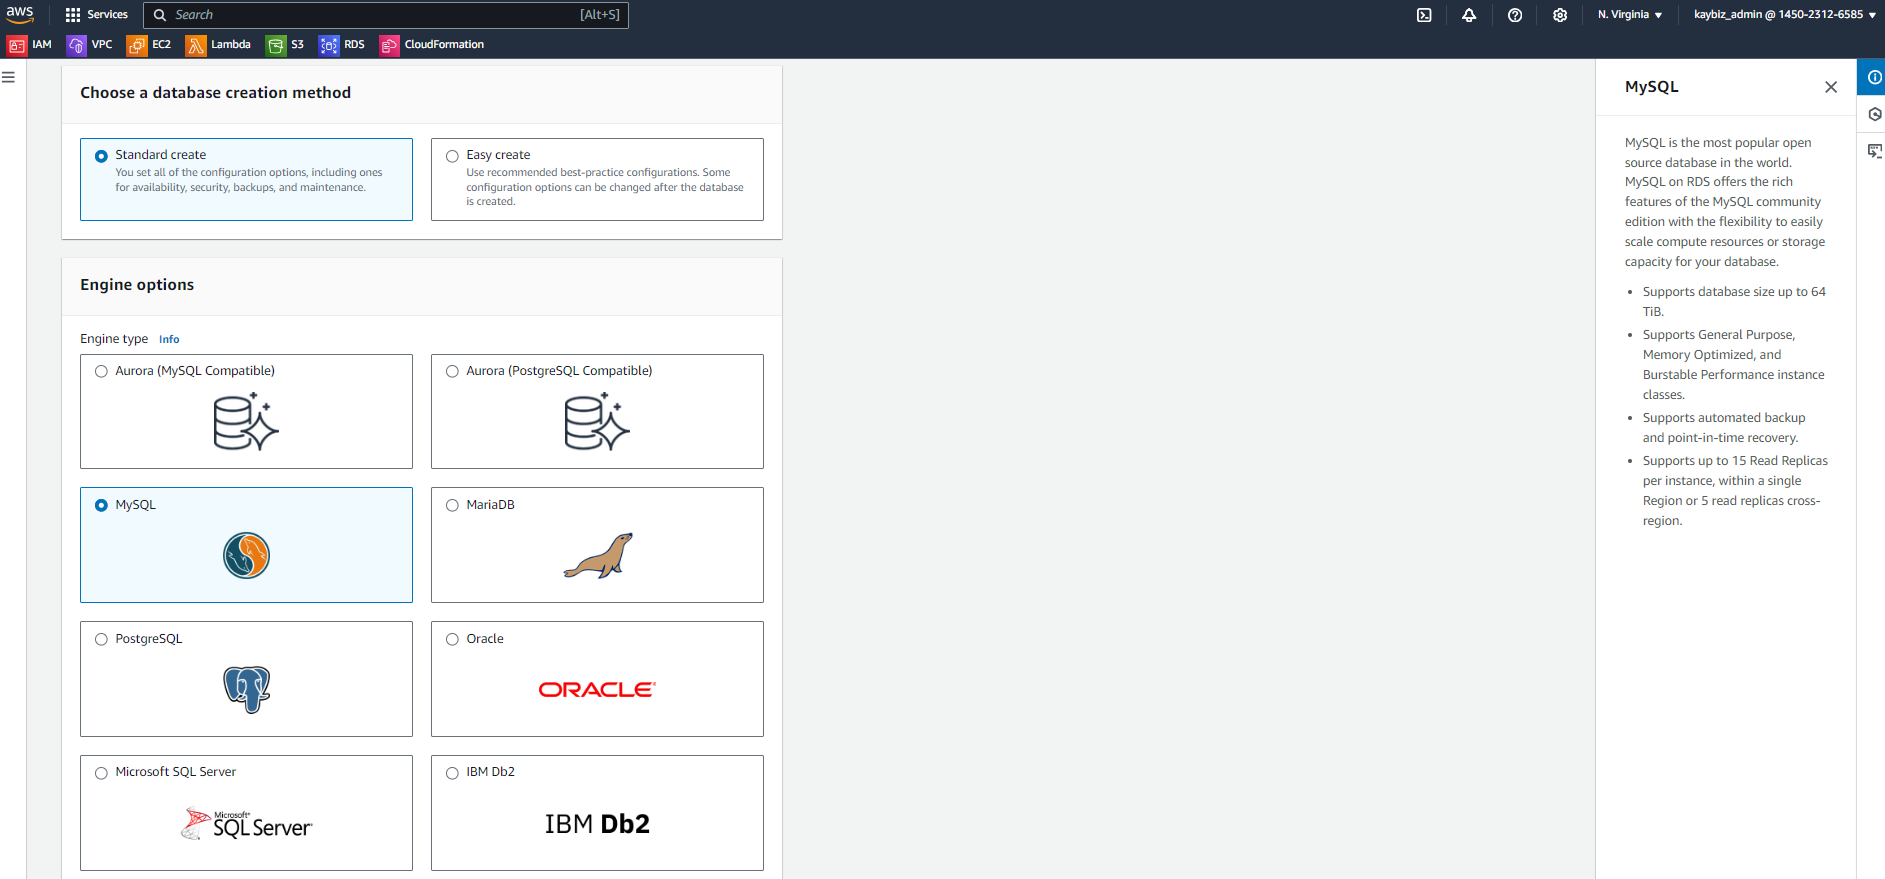 aws
Services
Search
[Alt+S]
N. Virginia
kaybiz_admin @ 1450-2312-6585
IAM
VPC
EC2
Lambda
S3
RDS
CloudFormation
Choose a database creation method
Standard create
You set all of the configuration options, including ones
for availability, security, backups, and maintenance.
Easy create
Use recommended best-practice configurations. Some
configuration options can be changed after the database
is created.
Engine options
Engine type Info
Aurora (MySQL Compatible)
Aurora (PostgreSQL Compatible)
MySQL
MariaDB
PostgreSQL
Oracle
ORACLE
Microsoft SQL Server
Microsoft®
SQL Server
IBM Db2
IBM Db2
MySQL
MySQL is the most popular open
source database in the world.
MySQL on RDS offers the rich
features of the MySQL community
edition with the flexibility to easily
scale compute resources or storage
capacity for your database.
• Supports database size up to 64
TiB.
• Supports General Purpose,
Memory Optimized, and
Burstable Performance instance
classes.
• Supports automated backup
and point-in-time recovery.
• Supports up to 15 Read Replicas
per instance, within a single
Region or 5 read replicas cross-
region.